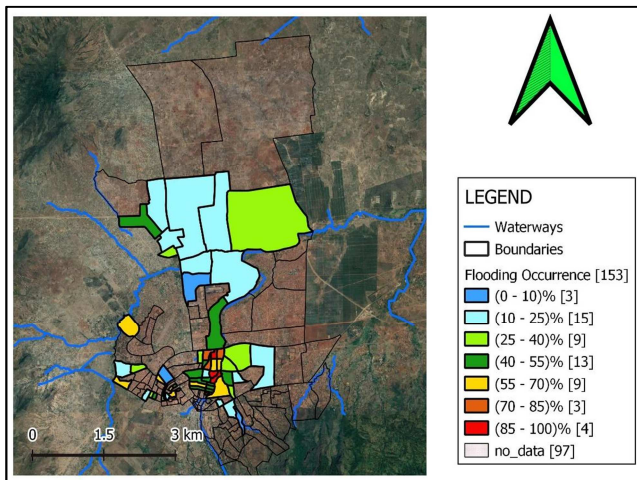 LEGEND
Waterways
Boundaries
Flooding Occurrence [153]
(0 - 10)% [3]
(10 - 25)% [15]
(25 - 40)% [9]
(40 - 55)% [13]
(55 - 70)% [9]
(70 - 85)% [3]
(85 - 100)% [4]
no_data [97]
0 1.5 3 km